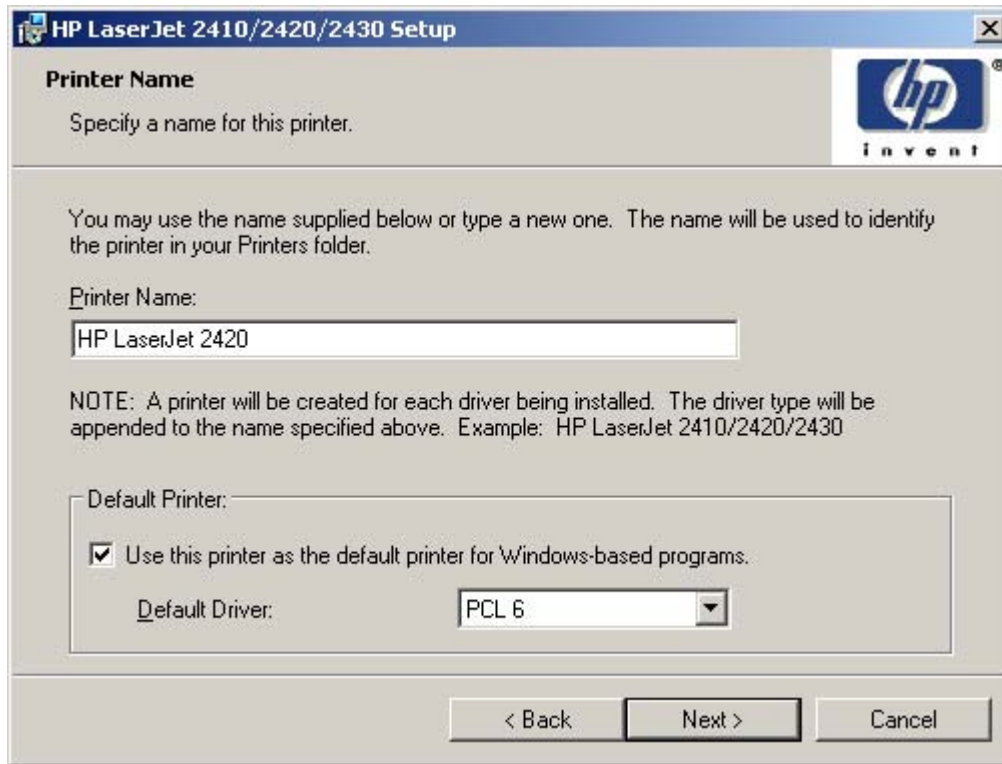 HP LaserJet 2410/2420/2430 Setup
Printer Name
Specify a name for this printer.
hp
®
invent
You may use the name supplied below or type a new one. The name will be used to identify
the printer in your Printers folder.
Printer Name:
HP LaserJet 2420
NOTE: A printer will be created for each driver being installed. The driver type will be
appended to the name specified above. Example: HP LaserJet 2410/2420/2430
Default Printer:
Use this printer as the default printer for Windows-based programs.
Default Driver:
PCL 6
< Back
Next >
Cancel